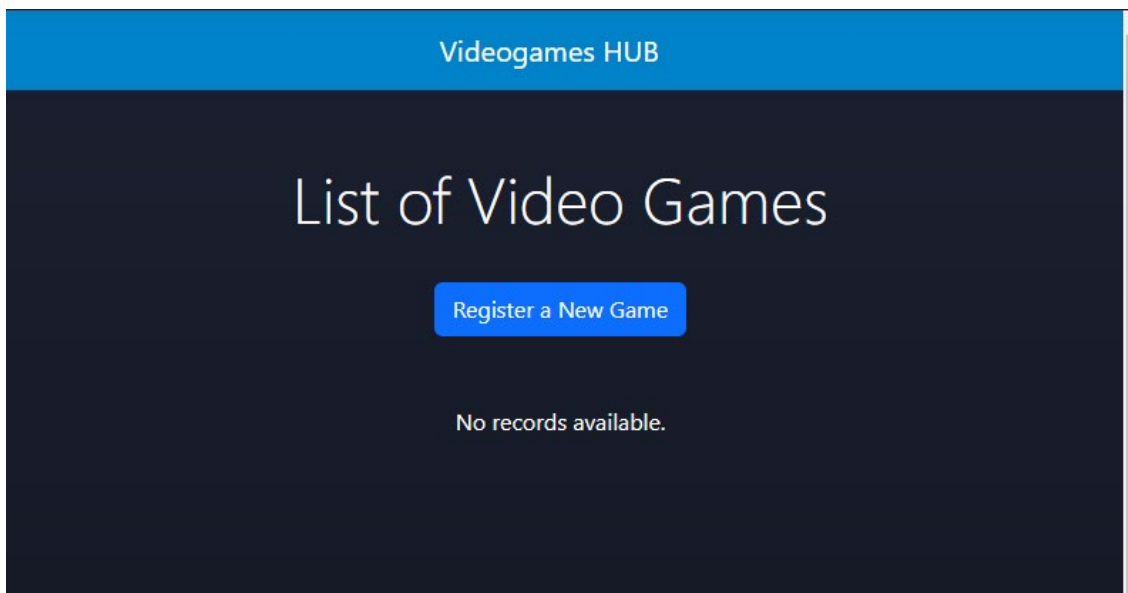 Videogames HUB
List of Video Games
Register a New Game
No records available.